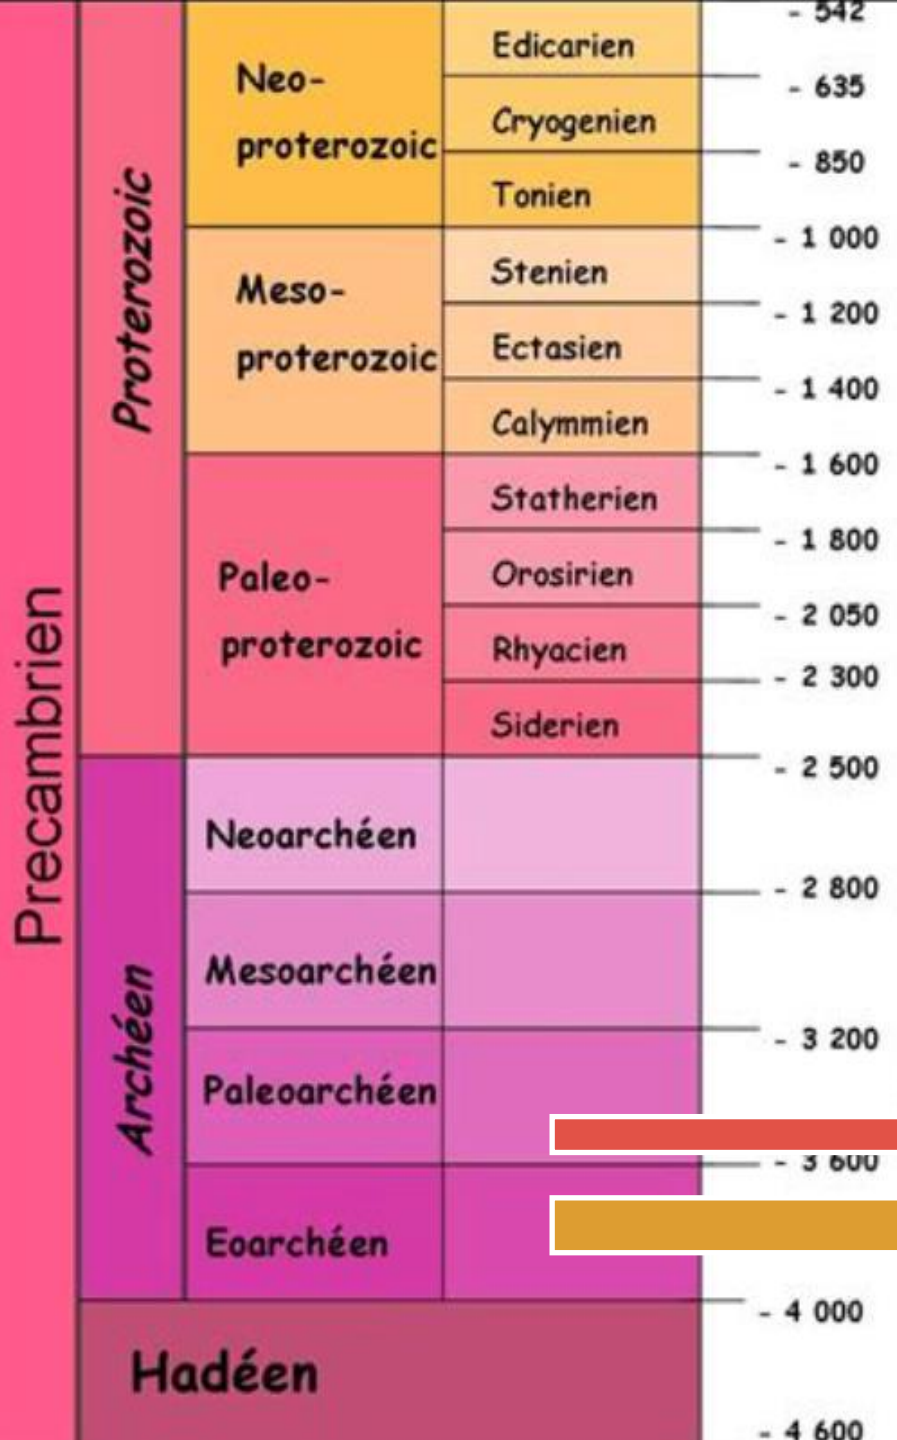 Precambrien
Proterozoic
Neo-
proterozoic
Edicarien
Cryogenien
Tonien
Meso-
proterozoic
Stenien
Ectasien
Calymmien
Paleo-
proterozoic
Statherien
Orosirien
Rhyacien
Siderien
Archéen
Neoarchéen
Mesoarchéen
Paleoarchéen
Eoarchéen
Hadéen
- 542
- 635
- 850
- 1 000
- 1 200
- 1 400
- 1 600
- 1 800
- 2 050
- 2 300
- 2 500
- 2 800
- 3 200
- 3 600
- 4 000
- 4 600